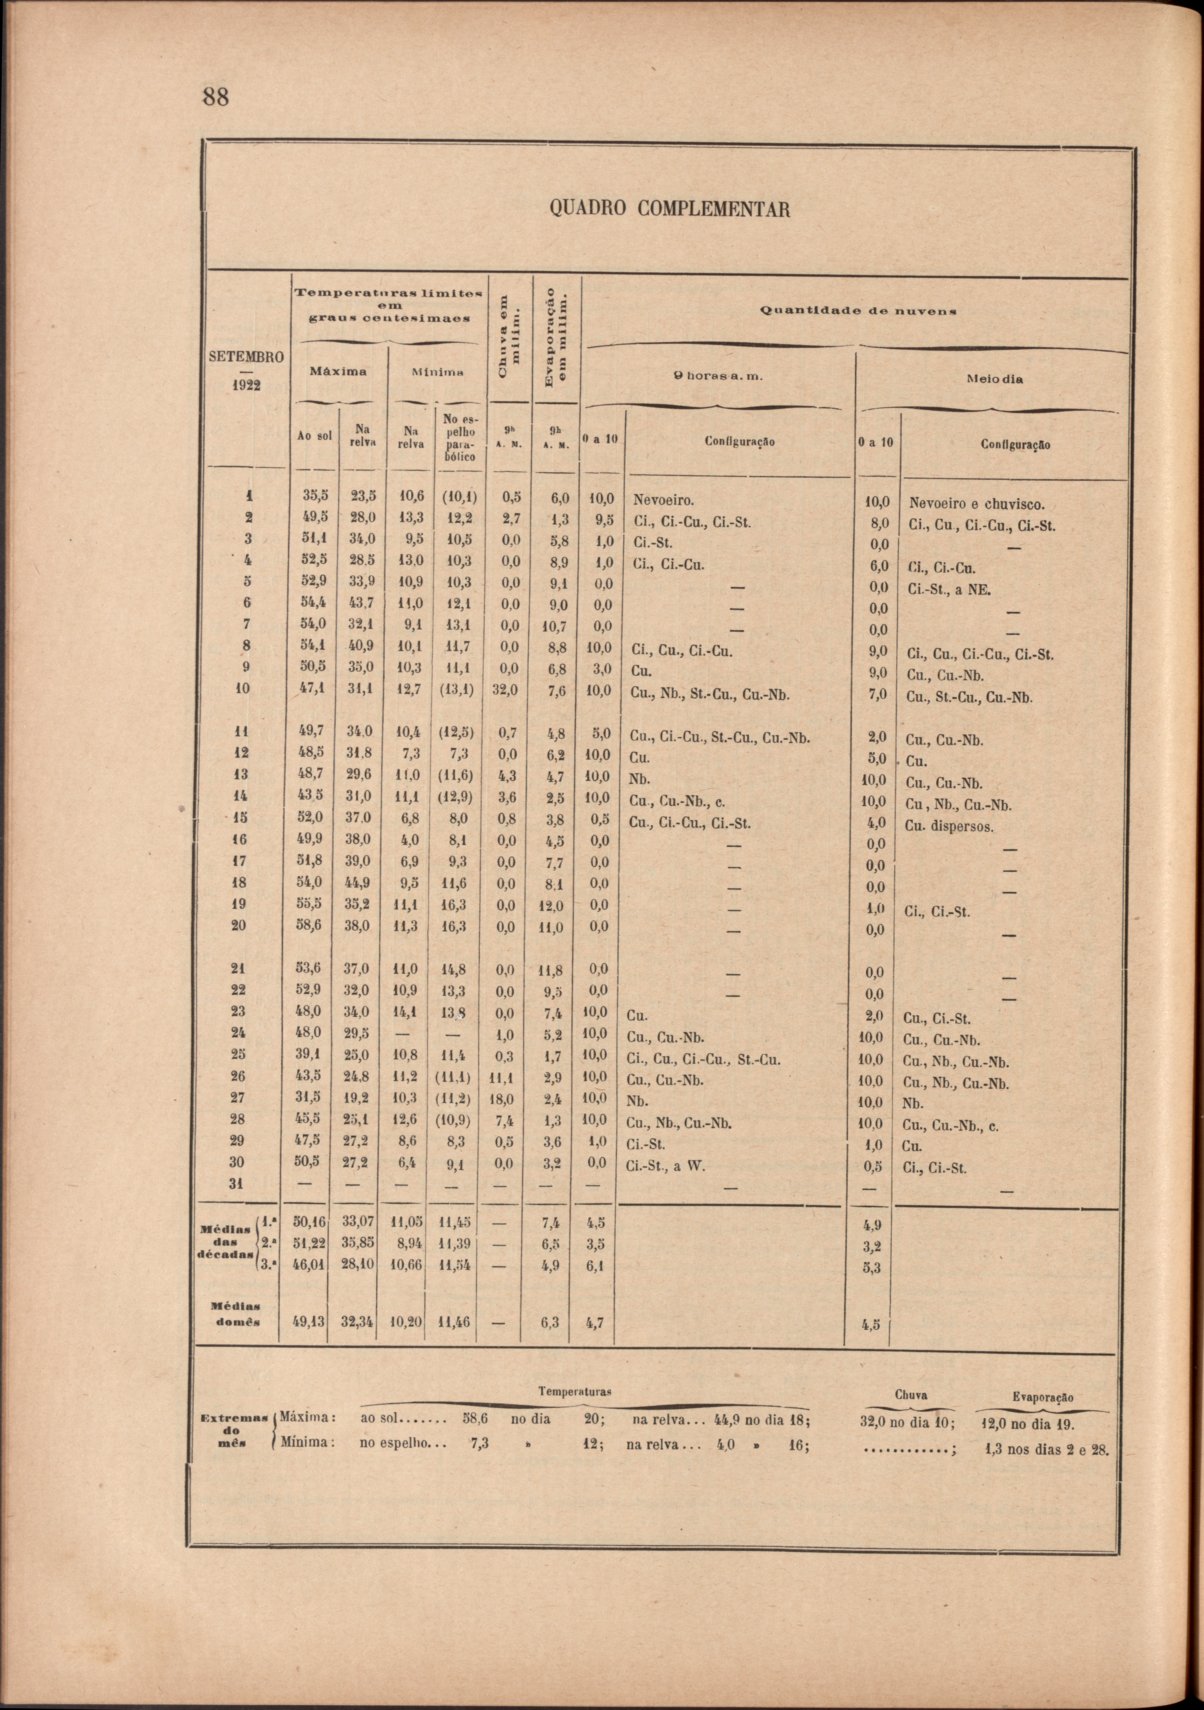 88
QUADRO COMPLEMENTAR
SETEMBRO
—
1922
Temperaturas limites
em
graus centesimaes
Chuva em
milim.
Evaporação
em milim.
Quantidade de nuvens
Máxima
Mínima
9 horas a. m.
Meio dia
Ao sol
Na
relva
Na
relva
No es-
pelho
para-
bólico
9h
A. M.
9h
A. M.
0 a 10
Configuração
0 a 10
Configuração
1 35,5 23,5 10,6 (10,1) 0,5 6,0 10,0 Nevoeiro. 10,0 Nevoeiro e chuvisco.
2 49,5 28,0 13,3 12,2 2,7 1,3 9,5 Ci., Ci.-Cu., Ci.-St. 8,0 Ci., Cu., Ci.-Cu., Ci.-St.
3 51,1 34,0 9,5 10,5 0,0 5,8 1,0 Ci.-St. 0,0 —
4 52,5 28,5 13,0 10,3 0,0 8,9 1,0 Ci., Ci.-Cu. 6,0 Ci., Ci.-Cu.
5 52,9 33,9 10,9 10,3 0,0 9,1 0,0 — 0,0 Ci.-St., a NE.
6 54,4 43,7 11,0 12,1 0,0 9,0 0,0 — 0,0 —
7 54,0 32,1 9,1 13,1 0,0 10,7 0,0 — 0,0 —
8 54,1 40,9 10,1 11,7 0,0 8,8 10,0 Ci., Cu., Ci.-Cu. 9,0 Ci., Cu., Ci.-Cu., Ci.-St.
9 50,5 35,0 10,3 11,1 0,0 6,8 3,0 Cu. 9,0 Cu., Cu.-Nb.
10 47,1 31,1 12,7 (13,1) 32,0 7,6 10,0 Cu., Nb., St.-Cu., Cu.-Nb. 7,0 Cu., St.-Cu., Cu.-Nb.
11 49,7 34,0 10,4 (12,5) 0,7 4,8 5,0 Cu., Ci.-Cu., St.-Cu., Cu.-Nb. 2,0 Cu., Cu.-Nb.
12 48,5 31,8 7,3 7,3 0,0 6,2 10,0 Cu. 5,0 Cu.
13 48,7 29,6 11,0 (11,6) 4,3 4,7 10,0 Nb. 10,0 Cu., Cu.-Nb.
14 43,5 31,0 11,1 (12,9) 3,6 2,5 10,0 Cu., Cu.-Nb., c. 10,0 Cu, Nb., Cu.-Nb.
15 52,0 37,0 6,8 8,0 0,8 3,8 0,5 Cu., Ci.-Cu., Ci.-St. 4,0 Cu. dispersos.
16 49,9 38,0 4,0 8,1 0,0 4,5 0,0 — 0,0 —
17 51,8 39,0 6,9 9,3 0,0 7,7 0,0 — 0,0 —
18 54,0 44,9 9,5 11,6 0,0 8,1 0,0 — 0,0 —
19 55,5 35,2 11,1 16,3 0,0 12,0 0,0 — 1,0 Ci., Ci.-St.
20 58,6 38,0 11,3 16,3 0,0 11,0 0,0 — 0,0 —
21 53,6 37,0 11,0 14,8 0,0 11,8 0,0 — 0,0 —
22 52,9 32,0 10,9 13,3 0,0 9,5 0,0 — 0,0 —
23 48,0 34,0 14,1 13,8 0,0 7,4 10,0 Cu. 2,0 Cu., Ci.-St.
24 48,0 29,5 — — 1,0 5,2 10,0 Cu., Cu.-Nb. 10,0 Cu., Cu.-Nb.
25 39,1 25,0 10,8 11,4 0,3 1,7 10,0 Ci., Cu., Ci.-Cu., St.-Cu. 10,0 Cu., Nb., Cu.-Nb.
26 43,5 24,8 11,2 (11,1) 11,1 2,9 10,0 Cu., Cu.-Nb. 10,0 Cu., Nb., Cu.-Nb.
27 31,5 19,2 10,3 (11,2) 18,0 2,4 10,0 Nb. 10,0 Nb.
28 45,5 25,1 12,6 (10,9) 7,4 1,3 10,0 Cu., Nb., Cu.-Nb. 10,0 Cu., Cu.-Nb., c.
29 47,5 27,2 8,6 8,3 0,5 3,6 1,0 Ci.-St. 1,0 Cu.
30 50,5 27,2 6,4 9,1 0,0 3,2 0,0 Ci.-St., a W. 0,5 Ci., Ci.-St.
31 — — — — — — — — — —
Médias
das
décadas
1.ª 50,16 33,07 11,05 11,45 — 7,4 4,5 4,9
2.ª 51,22 35,85 8,94 11,39 — 6,5 3,5 3,2
3.ª 46,01 28,10 10,66 11,54 — 4,9 6,1 5,3
Médias
do mês 49,13 32,34 10,20 11,46 — 6,3 4,7 4,5
Temperaturas
Chuva
Evaporação
Extremas
do
mês
Máxima: ao sol....... 58,6 no dia 20; na relva... 44,9 no dia 18; 32,0 no dia 10; 12,0 no dia 19.
Mínima: no espelho... 7,3 » 12; na relva... 4,0 » 16; ............; 1,3 nos dias 2 e 28.